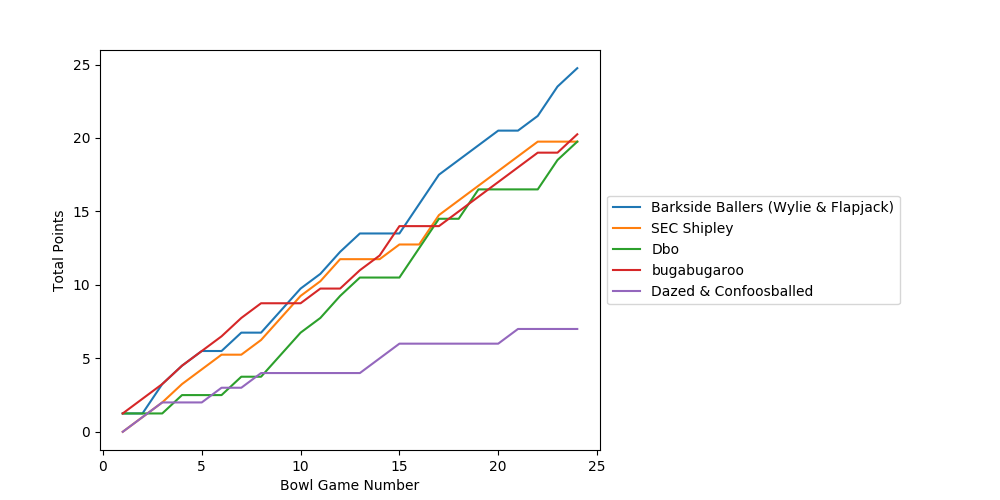 25
20
15
10
5
0
Total Points
0 5 10 15 20 25
Bowl Game Number
Barkside Ballers (Wylie & Flapjack)
SEC Shipley
Dbo
bugabugaroo
Dazed & Confoosballed